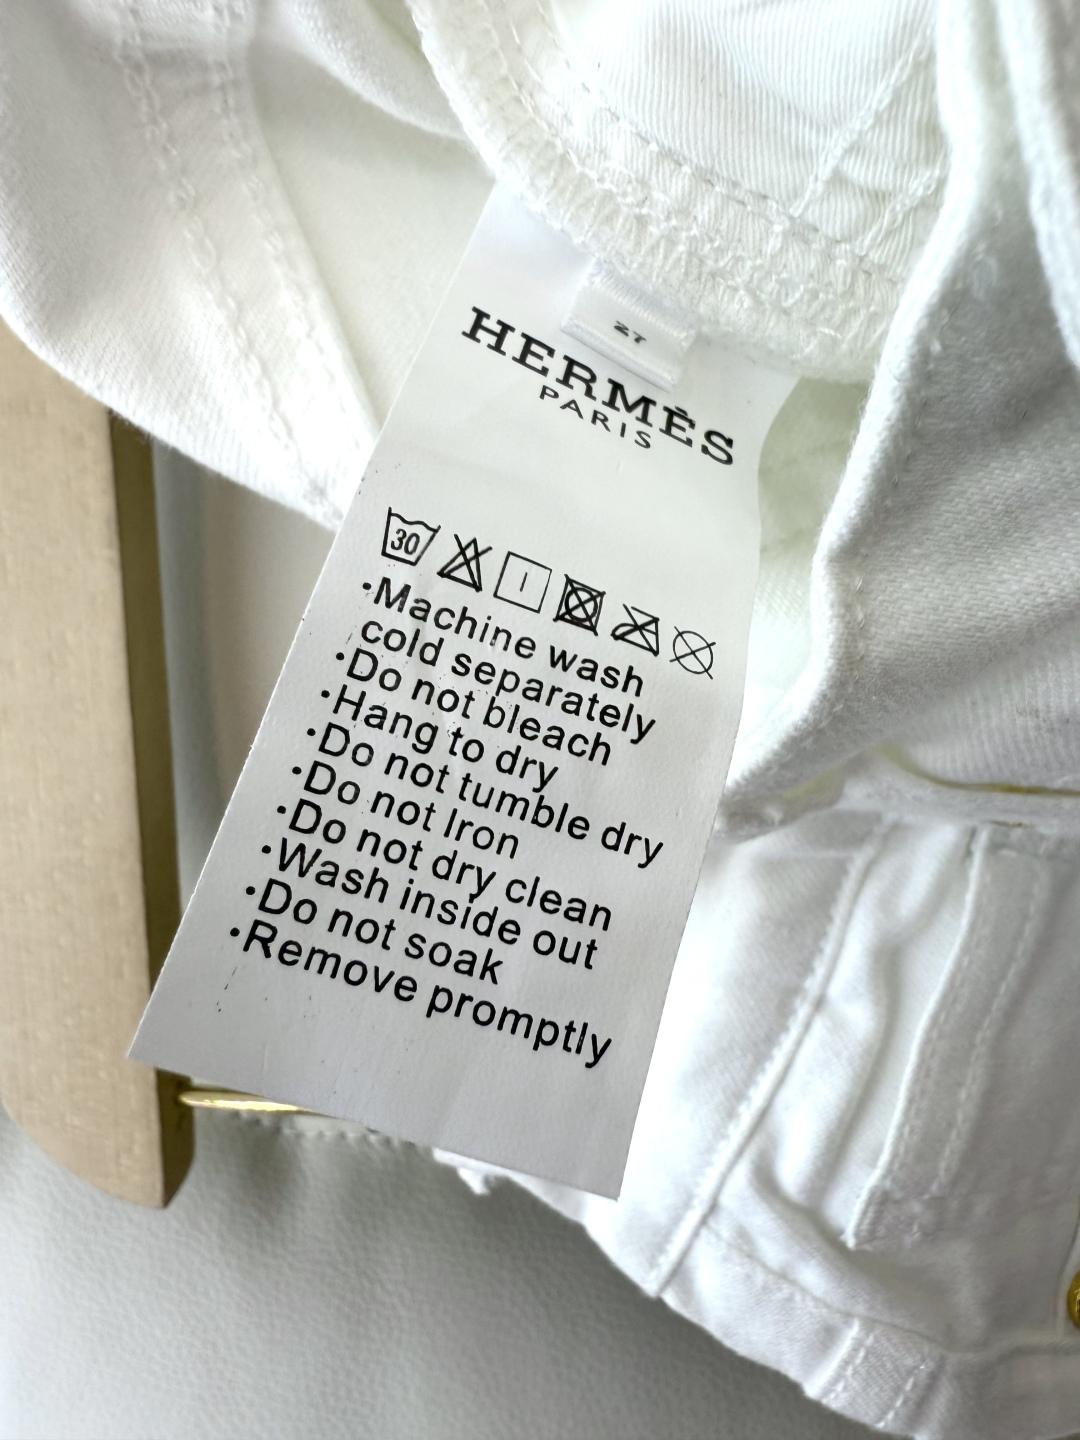 27
HERMÈS
PARIS
30
·Machine wash
cold separately
·Do not bleach
·Hang to dry
·Do not tumble dry
·Do not Iron
·Do not dry clean
·Wash inside out
·Do not soak
·Remove promptly